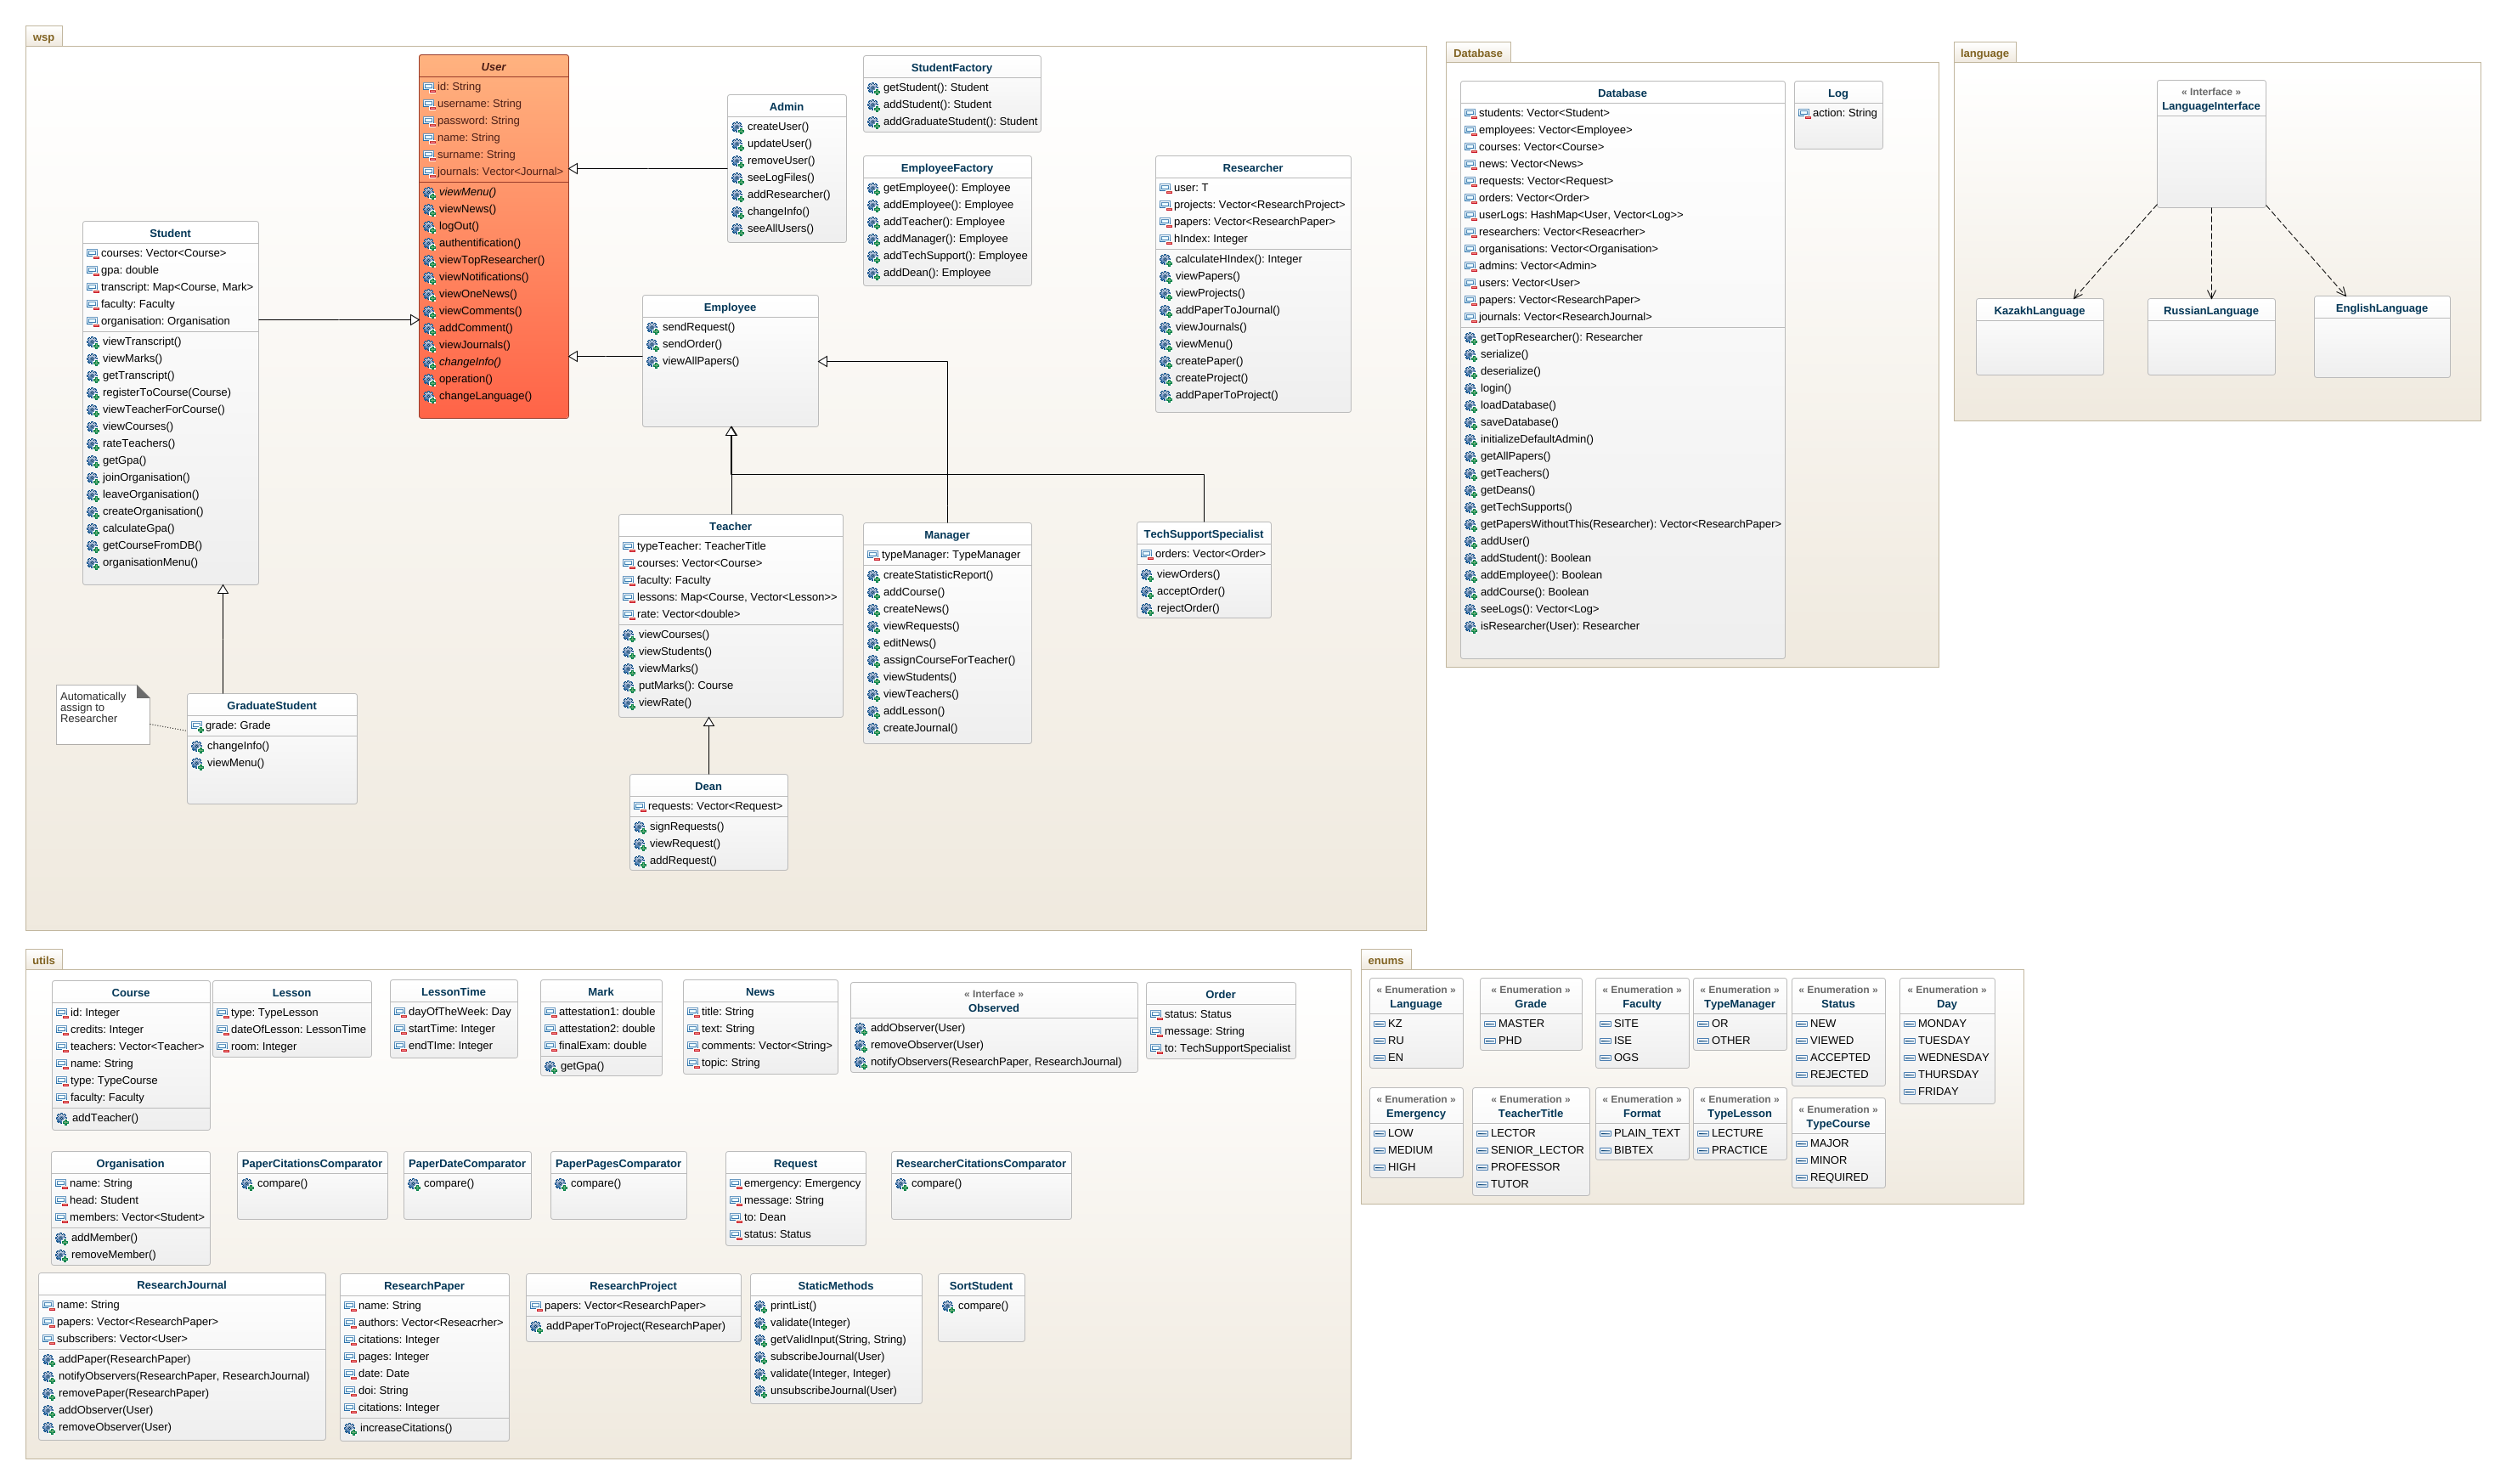 wsp
User
id: String
username: String
password: String
name: String
surname: String
journals: Vector<Journal>
viewMenu()
viewNews()
logOut()
authentification()
viewTopResearcher()
viewNotifications()
viewOneNews()
viewComments()
addComment()
viewJournals()
changeInfo()
operation()
changeLanguage()
Admin
createUser()
updateUser()
removeUser()
seeLogFiles()
addResearcher()
changeInfo()
seeAllUsers()
StudentFactory
getStudent(): Student
addStudent(): Student
addGraduateStudent(): Student
EmployeeFactory
getEmployee(): Employee
addEmployee(): Employee
addTeacher(): Employee
addManager(): Employee
addTechSupport(): Employee
addDean(): Employee
Researcher
user: T
projects: Vector<ResearchProject>
papers: Vector<ResearchPaper>
hIndex: Integer
calculateHIndex(): Integer
viewPapers()
viewProjects()
addPaperToJournal()
viewJournals()
viewMenu()
createPaper()
createProject()
addPaperToProject()
Student
courses: Vector<Course>
gpa: double
transcript: Map<Course, Mark>
faculty: Faculty
organisation: Organisation
viewTranscript()
viewMarks()
getTranscript()
registerToCourse(Course)
viewTeacherForCourse()
viewCourses()
rateTeachers()
getGpa()
joinOrganisation()
leaveOrganisation()
createOrganisation()
calculateGpa()
getCourseFromDB()
organisationMenu()
Employee
sendRequest()
sendOrder()
viewAllPapers()
Teacher
typeTeacher: TeacherTitle
courses: Vector<Course>
faculty: Faculty
lessons: Map<Course, Vector<Lesson>>
rate: Vector<double>
viewCourses()
viewStudents()
viewMarks()
putMarks(): Course
viewRate()
Manager
typeManager: TypeManager
createStatisticReport()
addCourse()
createNews()
viewRequests()
editNews()
assignCourseForTeacher()
viewStudents()
viewTeachers()
addLesson()
createJournal()
TechSupportSpecialist
orders: Vector<Order>
viewOrders()
acceptOrder()
rejectOrder()
Automatically
assign to
Researcher
GraduateStudent
grade: Grade
changeInfo()
viewMenu()
Dean
requests: Vector<Request>
signRequests()
viewRequest()
addRequest()
Database
Database
students: Vector<Student>
employees: Vector<Employee>
courses: Vector<Course>
news: Vector<News>
requests: Vector<Request>
orders: Vector<Order>
userLogs: HashMap<User, Vector<Log>>
researchers: Vector<Reseacrher>
organisations: Vector<Organisation>
admins: Vector<Admin>
users: Vector<User>
papers: Vector<ResearchPaper>
journals: Vector<ResearchJournal>
getTopResearcher(): Researcher
serialize()
deserialize()
login()
loadDatabase()
saveDatabase()
initializeDefaultAdmin()
getAllPapers()
getTeachers()
getDeans()
getTechSupports()
getPapersWithoutThis(Researcher): Vector<ResearchPaper>
addUser()
addStudent(): Boolean
addEmployee(): Boolean
addCourse(): Boolean
seeLogs(): Vector<Log>
isResearcher(User): Researcher
Log
action: String
language
« Interface »
LanguageInterface
KazakhLanguage
RussianLanguage
EnglishLanguage
utils
Course
id: Integer
credits: Integer
teachers: Vector<Teacher>
name: String
type: TypeCourse
faculty: Faculty
addTeacher()
Lesson
type: TypeLesson
dateOfLesson: LessonTime
room: Integer
LessonTime
dayOfTheWeek: Day
startTime: Integer
endTIme: Integer
Mark
attestation1: double
attestation2: double
finalExam: double
getGpa()
News
title: String
text: String
comments: Vector<String>
topic: String
« Interface »
Observed
addObserver(User)
removeObserver(User)
notifyObservers(ResearchPaper, ResearchJournal)
Order
status: Status
message: String
to: TechSupportSpecialist
Organisation
name: String
head: Student
members: Vector<Student>
addMember()
removeMember()
PaperCitationsComparator
compare()
PaperDateComparator
compare()
PaperPagesComparator
compare()
Request
emergency: Emergency
message: String
to: Dean
status: Status
ResearcherCitationsComparator
compare()
ResearchJournal
name: String
papers: Vector<ResearchPaper>
subscribers: Vector<User>
addPaper(ResearchPaper)
notifyObservers(ResearchPaper, ResearchJournal)
removePaper(ResearchPaper)
addObserver(User)
removeObserver(User)
ResearchPaper
name: String
authors: Vector<Reseacrher>
citations: Integer
pages: Integer
date: Date
doi: String
citations: Integer
increaseCitations()
ResearchProject
papers: Vector<ResearchPaper>
addPaperToProject(ResearchPaper)
StaticMethods
printList()
validate(Integer)
getValidInput(String, String)
subscribeJournal(User)
validate(Integer, Integer)
unsubscribeJournal(User)
SortStudent
compare()
enums
« Enumeration »
Language
KZ
RU
EN
« Enumeration »
Grade
MASTER
PHD
« Enumeration »
Faculty
SITE
ISE
OGS
« Enumeration »
TypeManager
OR
OTHER
« Enumeration »
Status
NEW
VIEWED
ACCEPTED
REJECTED
« Enumeration »
Day
MONDAY
TUESDAY
WEDNESDAY
THURSDAY
FRIDAY
« Enumeration »
Emergency
LOW
MEDIUM
HIGH
« Enumeration »
TeacherTitle
LECTOR
SENIOR_LECTOR
PROFESSOR
TUTOR
« Enumeration »
Format
PLAIN_TEXT
BIBTEX
« Enumeration »
TypeLesson
LECTURE
PRACTICE
« Enumeration »
TypeCourse
MAJOR
MINOR
REQUIRED